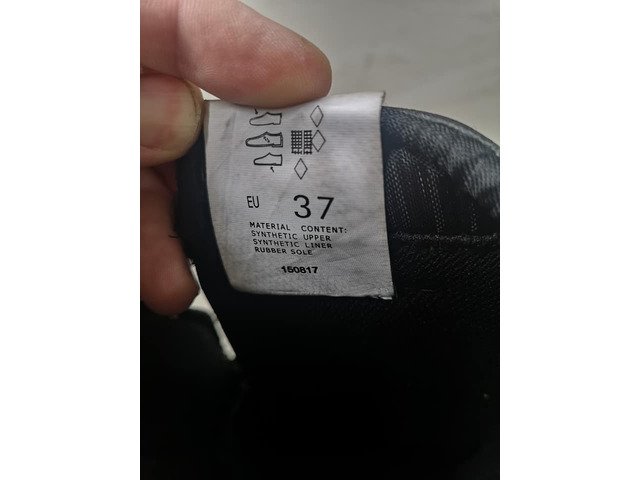 EU 37
MATERIAL CONTENT:
SYNTHETIC UPPER
SYNTHETIC LINER
RUBBER SOLE
150817